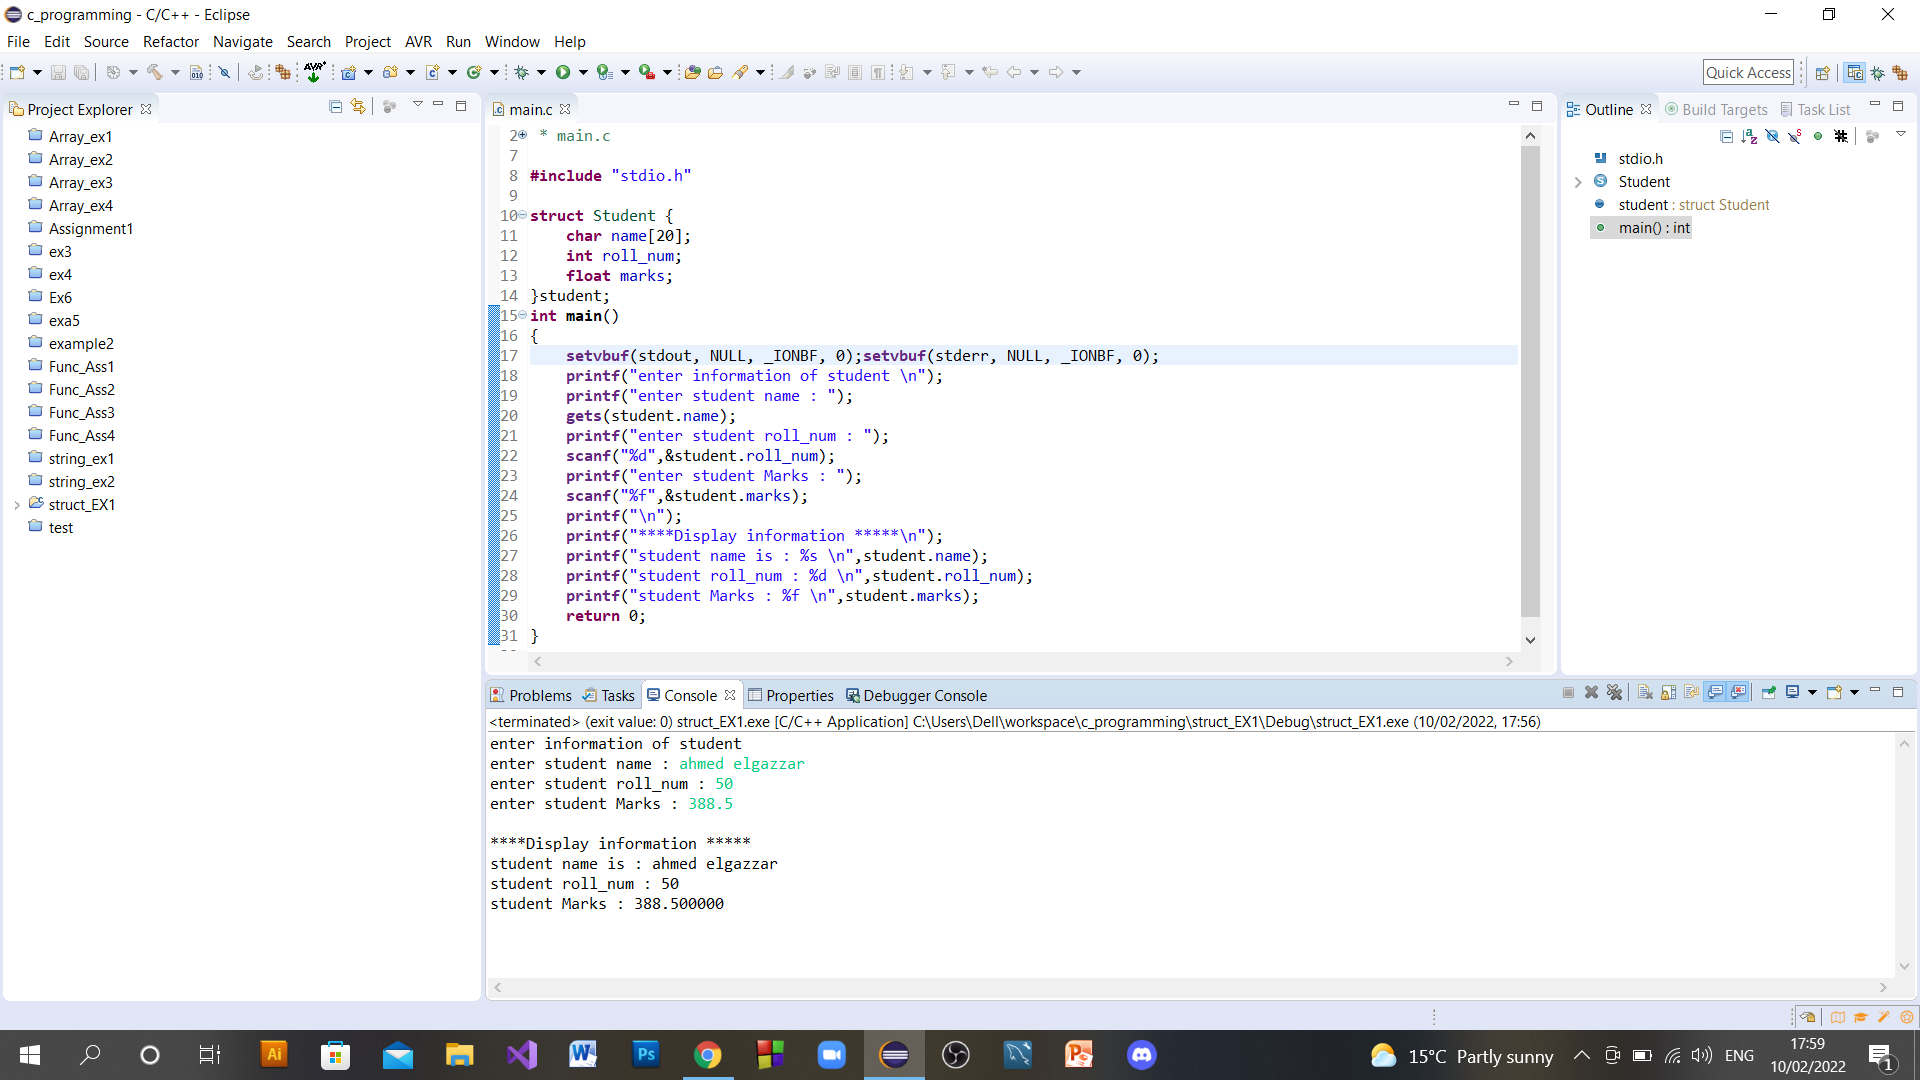 c_programming - C/C++ - Eclipse
File Edit Source Refactor Navigate Search Project AVR Run Window Help
Quick Access
Project Explorer
Array_ex1
Array_ex2
Array_ex3
Array_ex4
Assignment1
ex3
ex4
Ex6
exa5
example2
Func_Ass1
Func_Ass2
Func_Ass3
Func_Ass4
string_ex1
string_ex2
struct_EX1
test
main.c
2 * main.c
7
8 #include "stdio.h"
9
10 struct Student {
11 char name[20];
12 int roll_num;
13 float marks;
14 }student;
15 int main()
16 {
17 setvbuf(stdout, NULL, _IONBF, 0);setvbuf(stderr, NULL, _IONBF, 0);
18 printf("enter information of student \n");
19 printf("enter student name : ");
20 gets(student.name);
21 printf("enter student roll_num : ");
22 scanf("%d",&student.roll_num);
23 printf("enter student Marks : ");
24 scanf("%f",&student.marks);
25 printf("\n");
26 printf("****Display information *****\n");
27 printf("student name is : %s \n",student.name);
28 printf("student roll_num : %d \n",student.roll_num);
29 printf("student Marks : %f \n",student.marks);
30 return 0;
31 }
Outline Build Targets Task List
stdio.h
Student
student : struct Student
main() : int
Problems Tasks Console Properties Debugger Console
<terminated> (exit value: 0) struct_EX1.exe [C/C++ Application] C:\Users\Dell\workspace\c_programming\struct_EX1\Debug\struct_EX1.exe (10/02/2022, 17:56)
enter information of student
enter student name : ahmed elgazzar
enter student roll_num : 50
enter student Marks : 388.5
****Display information *****
student name is : ahmed elgazzar
student roll_num : 50
student Marks : 388.500000
15°C Partly sunny
ENG
17:59
10/02/2022
1